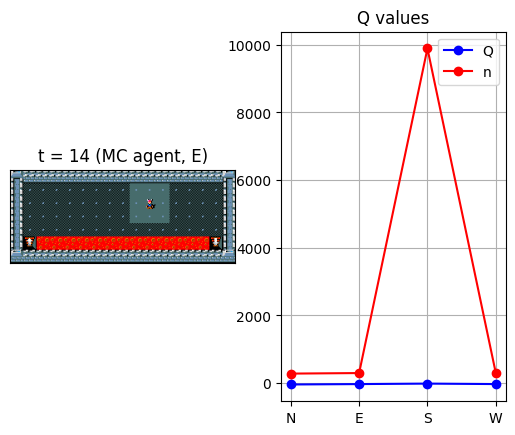 Q values
t = 14 (MC agent, E)
10000
8000
6000
4000
2000
0
N
E
S
W
Q
n